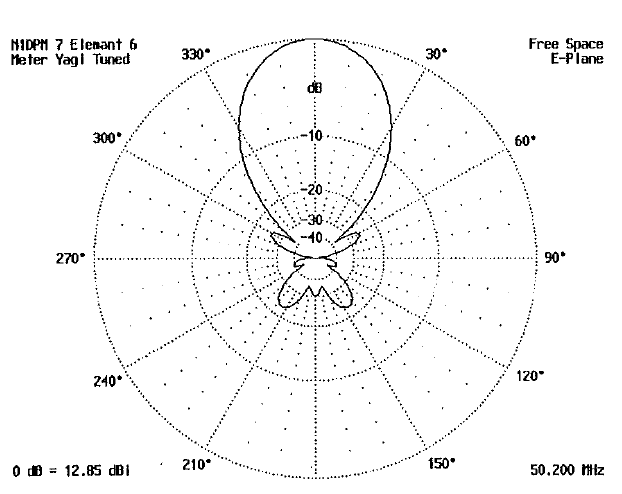 N1DPM 7 Element 6
Meter Yagi Tuned
Free Space
E-Plane
330°
30°
dB
-10
300°
60°
-20
-30
-40
270°
90°
240°
120°
210°
150°
0 dB = 12.85 dBi
50.200 MHz